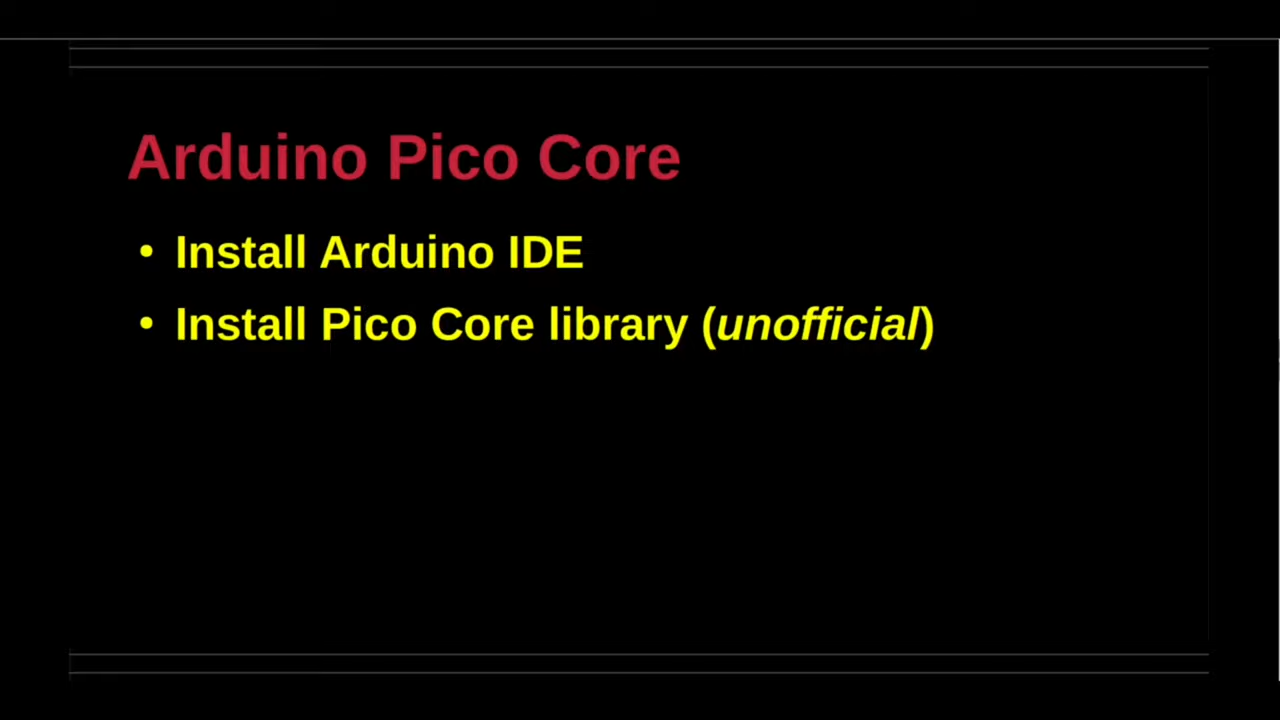 Arduino Pico Core
• Install Arduino IDE
• Install Pico Core library (unofficial)